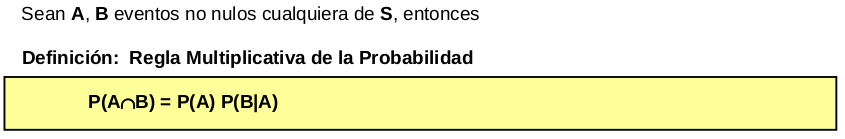 Sean A, B eventos no nulos cualquiera de S, entonces
Definición: Regla Multiplicativa de la Probabilidad
P(A∩B) = P(A) P(B|A)